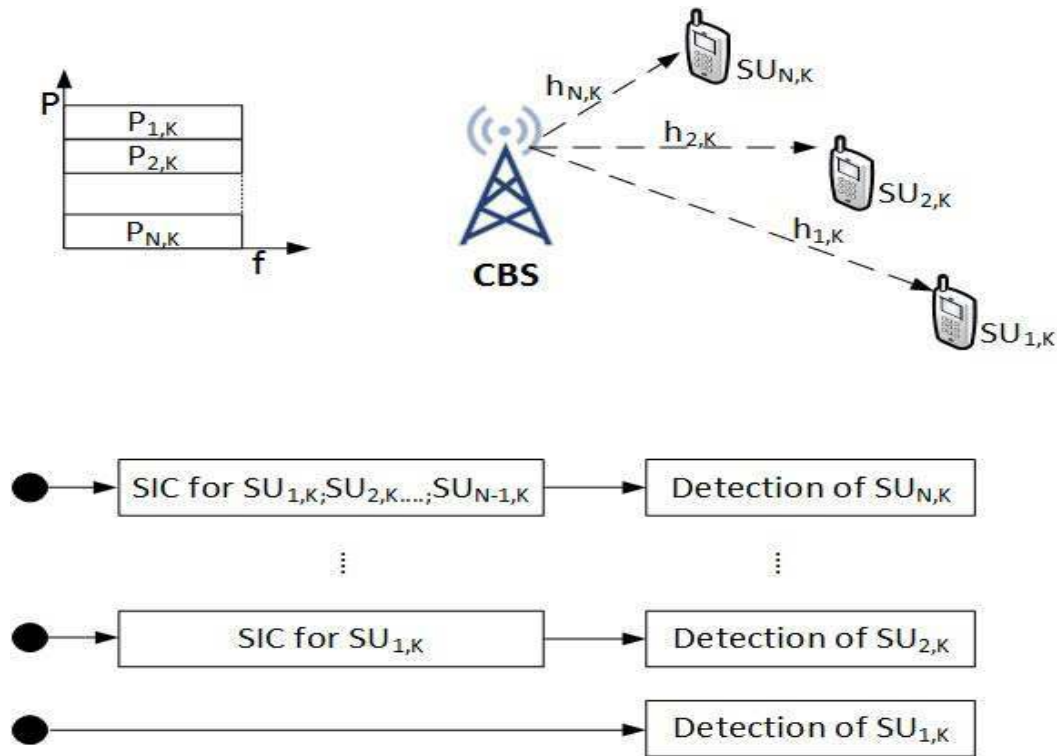 P
P1,K
P2,K
PN,K
f
hN,K
h2,K
h1,K
CBS
SUN,K
SU2,K
SU1,K
SIC for SU1,K;SU2,K....;SUN-1,K
Detection of SUN,K
SIC for SU1,K
Detection of SU2,K
Detection of SU1,K